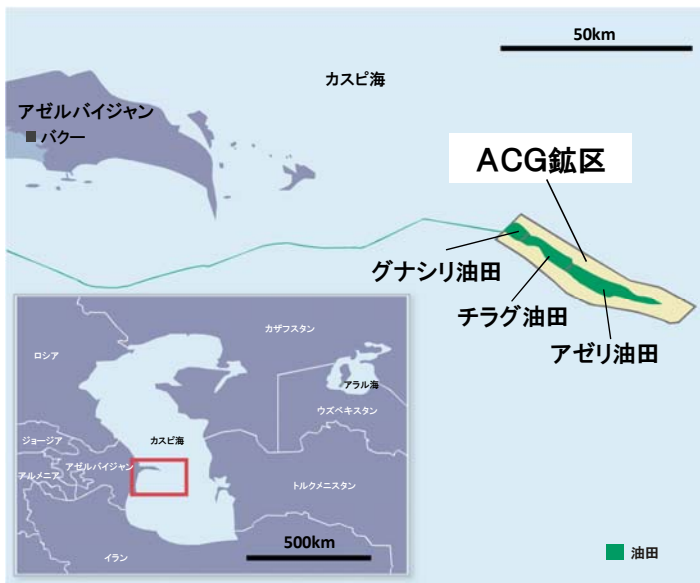 50km
カスピ海
アゼルバイジャン
バクー
ACG鉱区
グナシリ油田
チラグ油田
アゼリ油田
カザフスタン
ロシア
アラル海
ウズベキスタン
ジョージア
カスピ海
アゼルバイジャン
アルメニア
トルクメニスタン
イラン
500km
油田